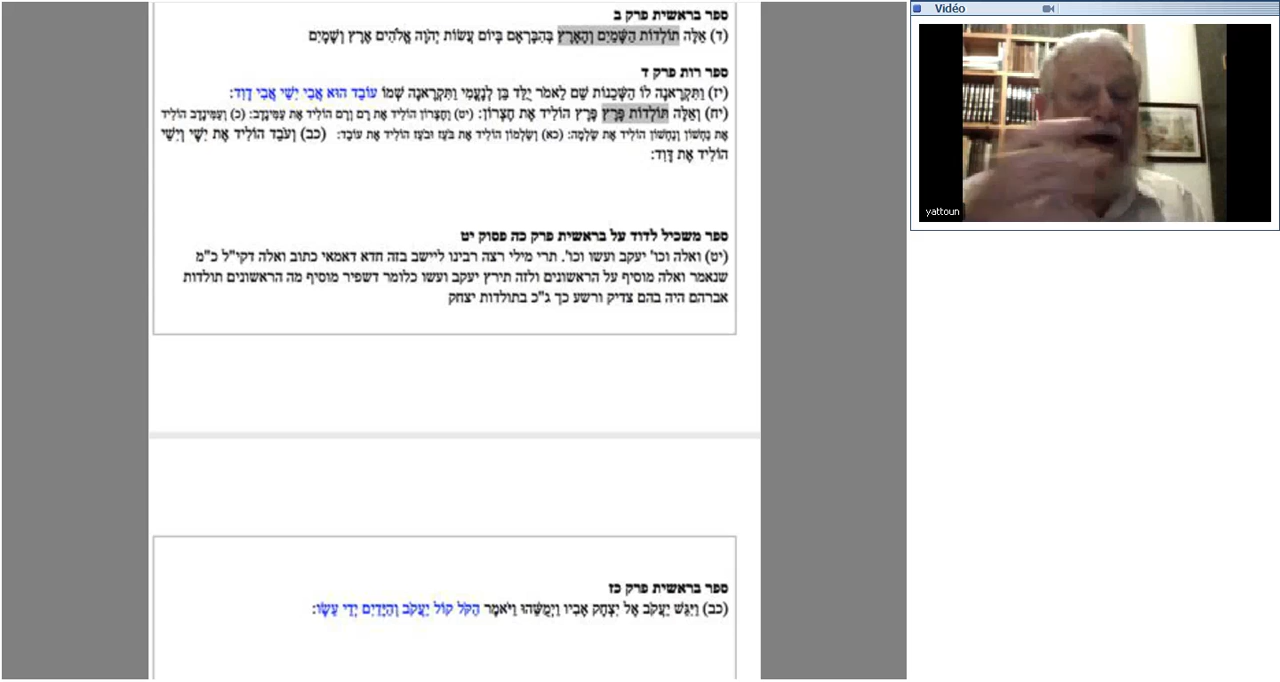 ספר בראשית פרק ב
(ד) אֵלֶּה תוֹלְדוֹת הַשָּׁמַיִם וְהָאָרֶץ בְּהִבָּרְאָם בְּיוֹם עֲשׂוֹת יְהֹוָה אֱלֹהִים אֶרֶץ וְשָׁמָיִם
ספר רות פרק ד
(יז) וַתִּקְרֶאנָה לוֹ הַשְּׁכֵנוֹת שֵׁם לֵאמֹר יֻלַּד בֵּן לְנָעֳמִי וַתִּקְרֶאנָה שְׁמוֹ עוֹבֵד הוּא אֲבִי יִשַׁי אֲבִי דָוִד:
(יח) וְאֵלֶּה תּוֹלְדוֹת פָּרֶץ פֶּרֶץ הוֹלִיד אֶת חֶצְרוֹן: (יט) וְחֶצְרוֹן הוֹלִיד אֶת רָם וְרָם הוֹלִיד אֶת עַמִּינָדָב: (כ) וְעַמִּינָדָב הוֹלִיד
אֶת נַחְשׁוֹן וְנַחְשׁוֹן הוֹלִיד אֶת שַׂלְמָה: (כא) וְשַׂלְמוֹן הוֹלִיד אֶת בֹּעַז וּבֹעַז הוֹלִיד אֶת עוֹבֵד: (כב) וְעֹבֵד הוֹלִיד אֶת יִשָׁי וְיִשַׁי
הוֹלִיד אֶת דָּוִד:
ספר משכיל לדוד על בראשית פרק כה פסוק יט
(יט) ואלה וכו' יעקב ועשו וכו'. תרי מילי רצה רבינו ליישב בזה חדא דאמאי כתוב ואלה דקי"ל כ"מ
שנאמר ואלה מוסיף על הראשונים ולזה תירץ יעקב ועשו כלומר דשפיר מוסיף מה הראשונים תולדות
אברהם היה בהם צדיק ורשע כך ג"כ בתולדות יצחק
ספר בראשית פרק כז
(כב) וַיִּגַּשׁ יַעֲקֹב אֶל יִצְחָק אָבִיו וַיְמֻשֵּׁהוּ וַיֹּאמֶר הַקֹּל קוֹל יַעֲקֹב וְהַיָּדַיִם יְדֵי עֵשָׂו:
Vidéo
yattoun